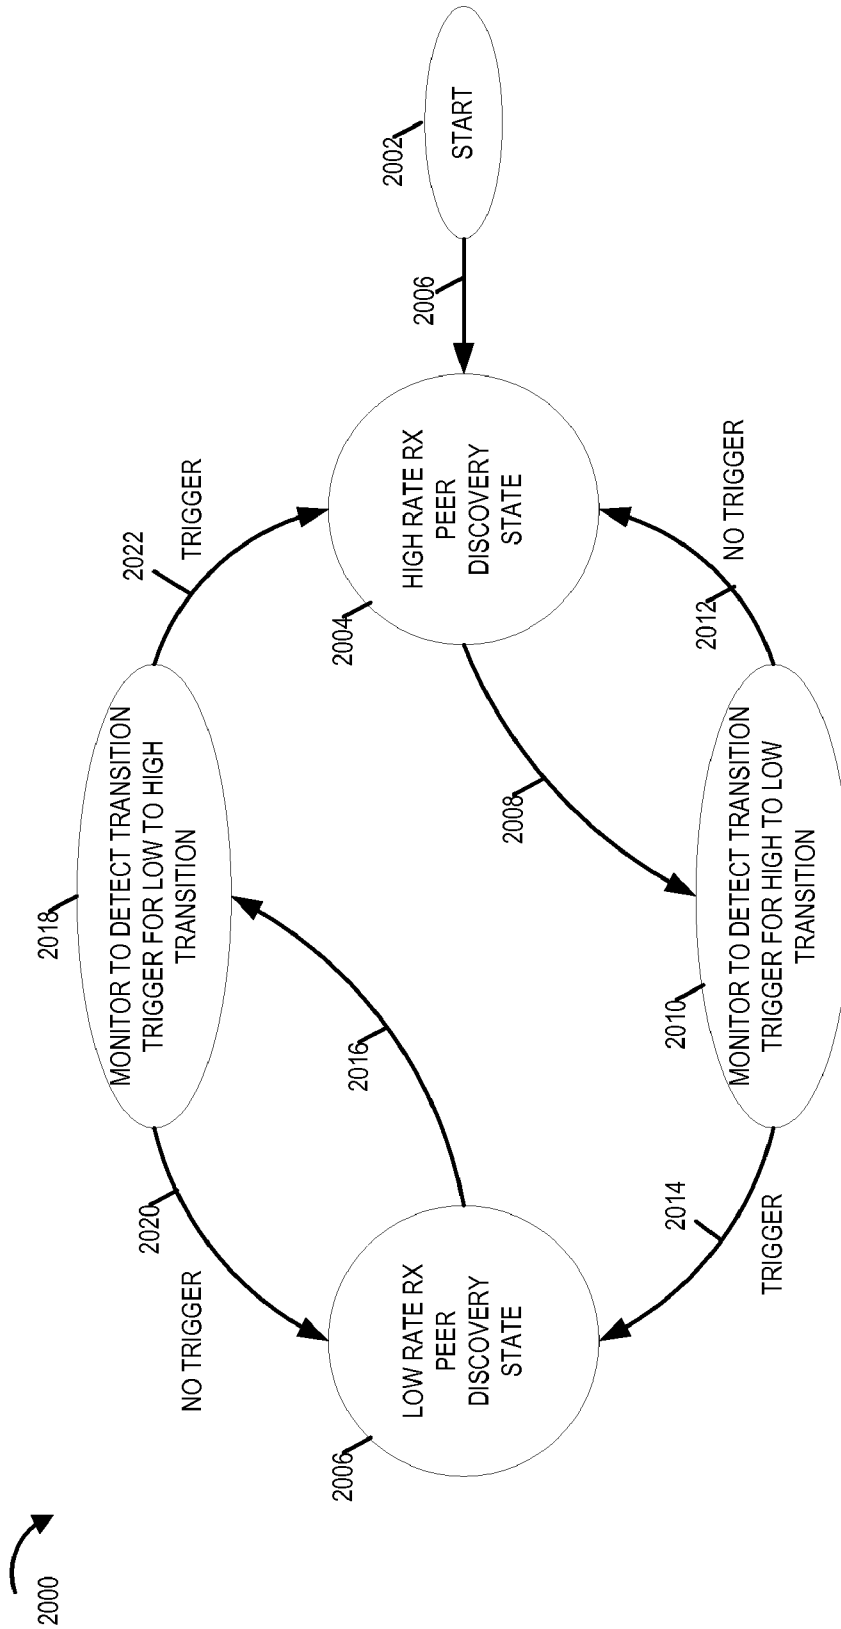 2000
2018
MONITOR TO DETECT TRANSITION
TRIGGER FOR LOW TO HIGH
TRANSITION
2020
NO TRIGGER
2022
TRIGGER
2006
LOW RATE RX
PEER
DISCOVERY
STATE
2016
2004
HIGH RATE RX
PEER
DISCOVERY
STATE
2006
2002
START
2008
2014
TRIGGER
2010
MONITOR TO DETECT TRANSITION
TRIGGER FOR HIGH TO LOW
TRANSITION
2012
NO TRIGGER